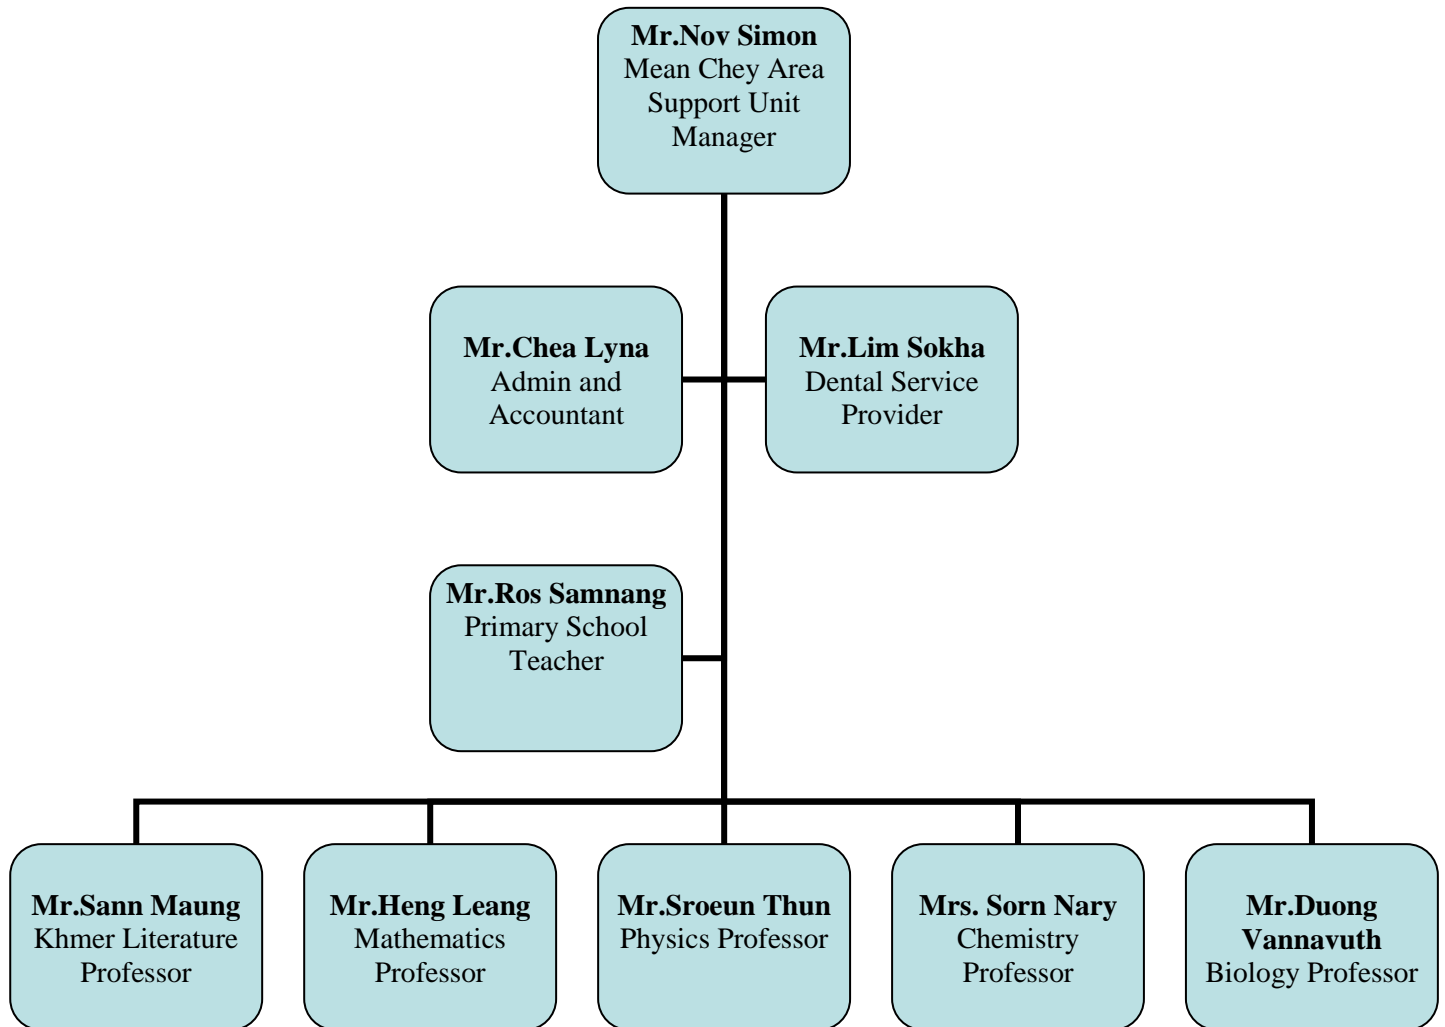 Mr.Nov Simon
Mean Chey Area
Support Unit
Manager
Mr.Chea Lyna
Admin and
Accountant
Mr.Lim Sokha
Dental Service
Provider
Mr.Ros Samnang
Primary School
Teacher
Mr.Sann Maung
Khmer Literature
Professor
Mr.Heng Leang
Mathematics
Professor
Mr.Sroeun Thun
Physics Professor
Mrs. Sorn Nary
Chemistry
Professor
Mr.Duong
Vannavuth
Biology Professor